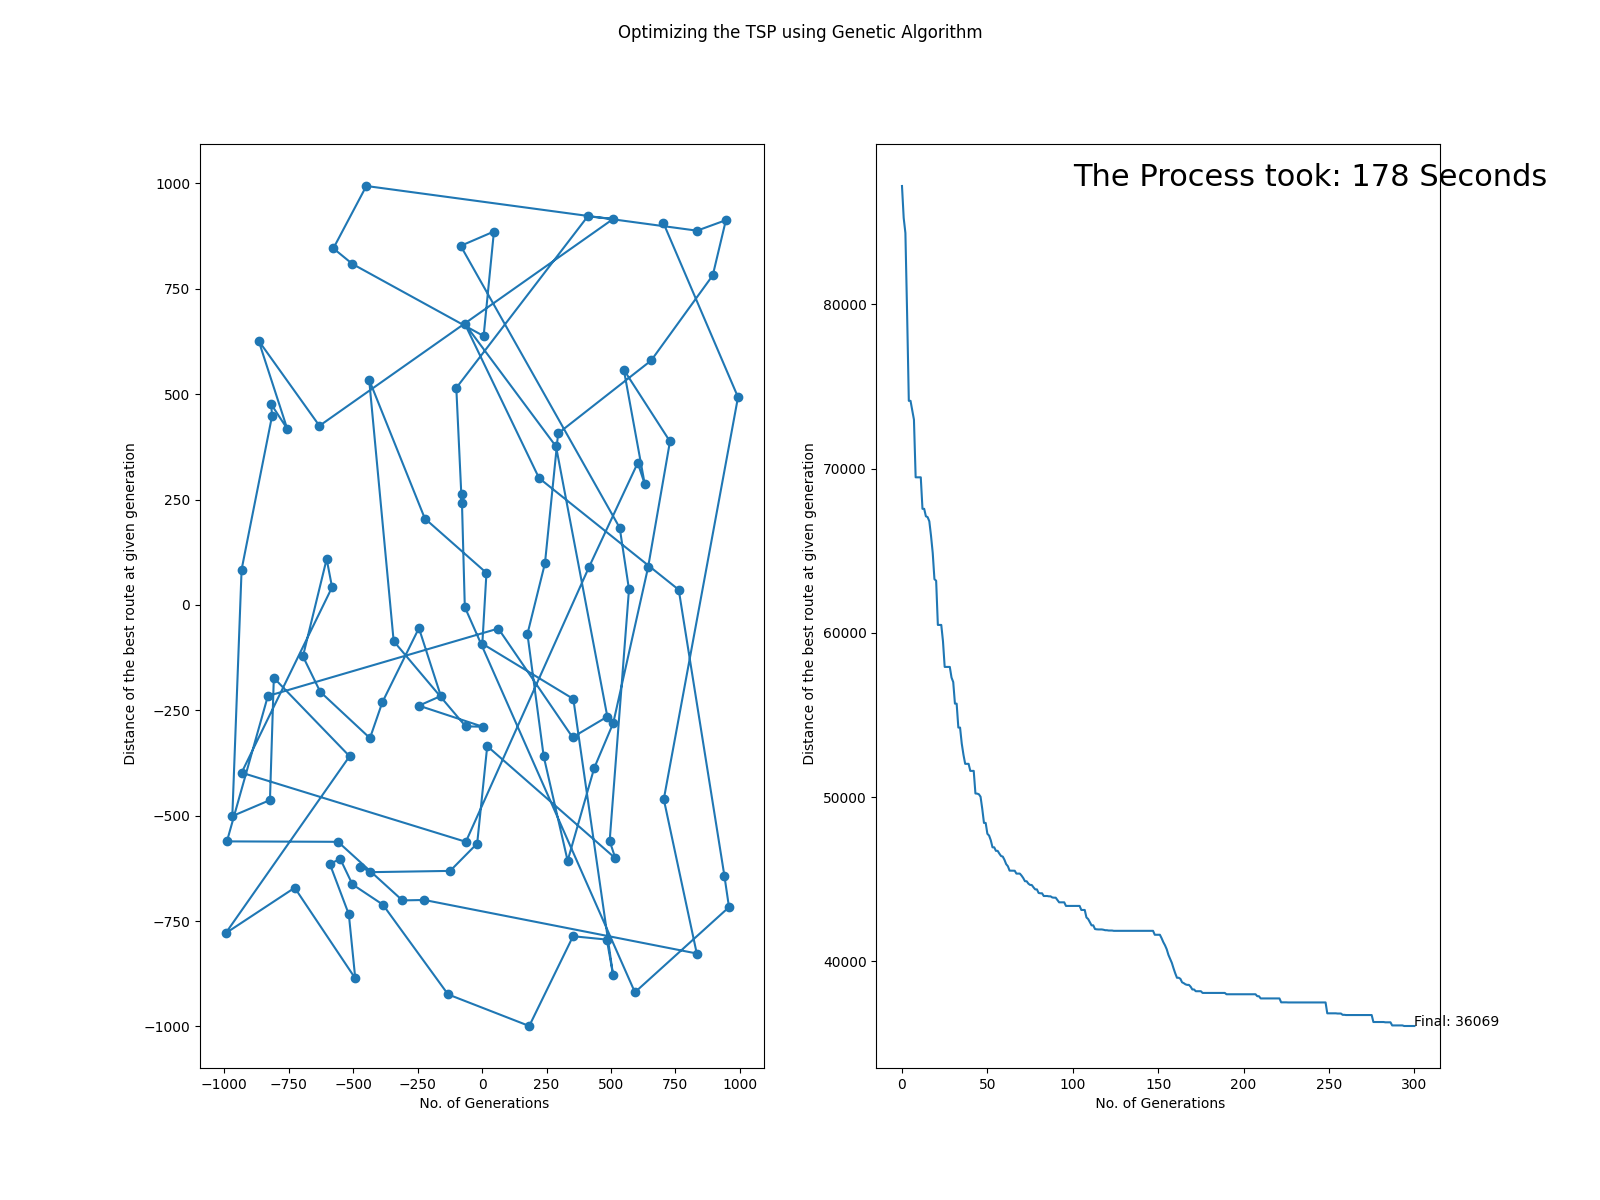 Optimizing the TSP using Genetic Algorithm
Distance of the best route at given generation
1000
750
500
250
0
−250
−500
−750
−1000
−1000 −750 −500 −250 0 250 500 750 1000
No. of Generations
The Process took: 178 Seconds
Distance of the best route at given generation
80000
70000
60000
50000
40000
Final: 36069
0 50 100 150 200 250 300
No. of Generations